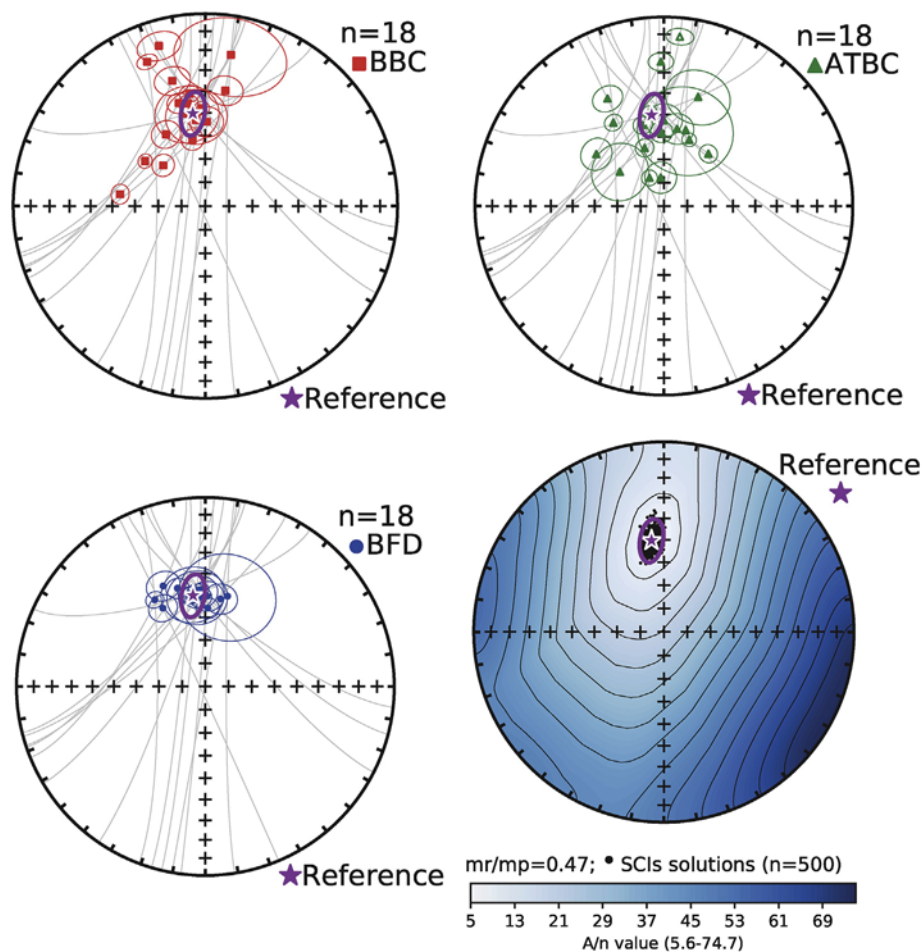 n=18
BBC
Reference
n=18
ATBC
Reference
n=18
BFD
Reference
Reference
mr/mp=0.47; • SCIs solutions (n=500)
5 13 21 29 37 45 53 61 69
A/n value (5.6-74.7)